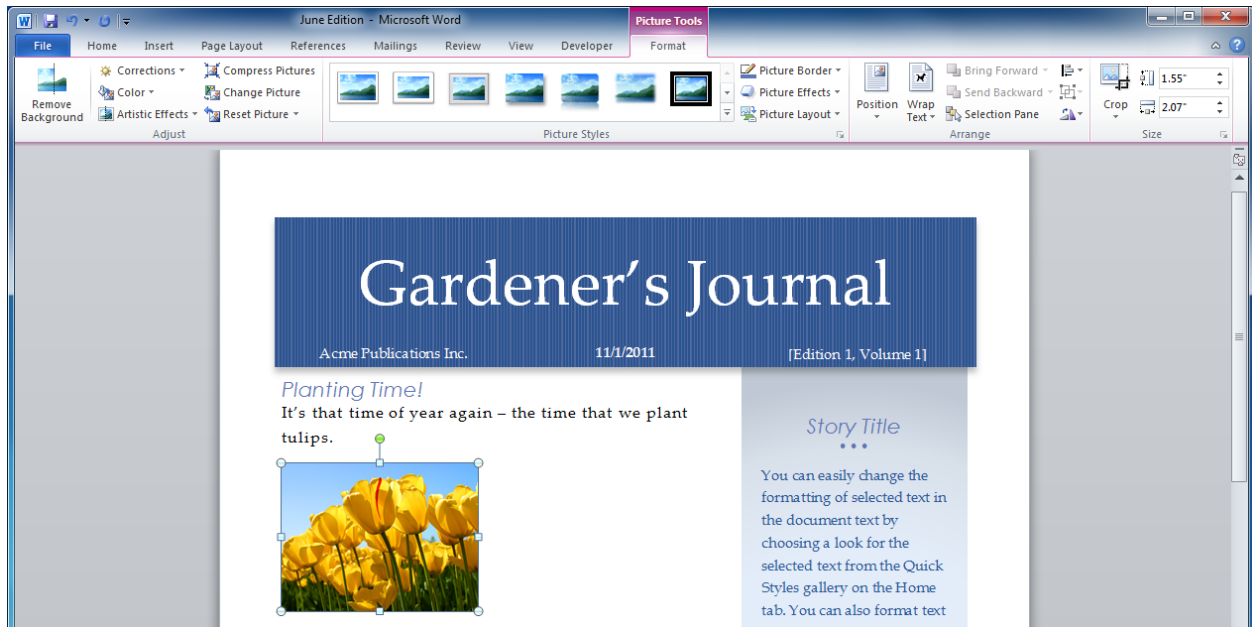 June Edition - Microsoft Word
Picture Tools
File Home Insert Page Layout References Mailings Review View Developer Format
Remove Background
Corrections
Color
Artistic Effects
Compress Pictures
Change Picture
Reset Picture
Adjust
Picture Styles
Picture Border
Picture Effects
Picture Layout
Position
Wrap Text
Bring Forward
Send Backward
Selection Pane
Arrange
Crop
1.55"
2.07"
Size
Gardener's Journal
Acme Publications Inc. 11/1/2011 [Edition 1, Volume 1]
Planting Time!
It's that time of year again – the time that we plant
tulips.
Story Title
You can easily change the
formatting of selected text in
the document text by
choosing a look for the
selected text from the Quick
Styles gallery on the Home
tab. You can also format text